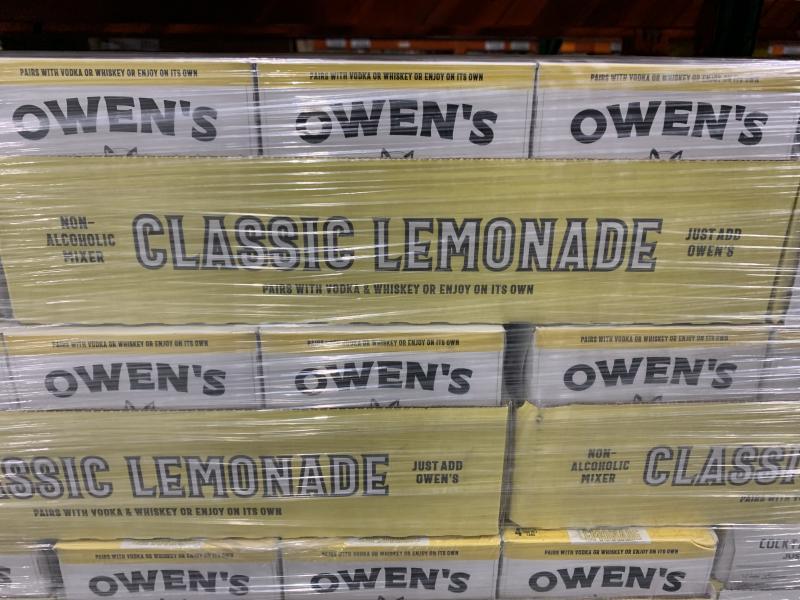 PAIRS WITH VODKA OR WHISKEY OR ENJOY ON ITS OWN
PAIRS WITH VODKA OR WHISKEY OR ENJOY ON ITS OWN
PAIRS WITH VODKA OR WHISKEY OR ENJOY ON ITS OWN
OWEN'S
OWEN'S
OWEN'S
NON-
ALCOHOLIC
MIXER
CLASSIC LEMONADE
JUST ADD
OWEN'S
PAIRS WITH VODKA & WHISKEY OR ENJOY ON ITS OWN
PAIRS WITH VODKA OR WHISKEY OR ENJOY ON ITS OWN
PAIRS WITH VODKA OR WHISKEY OR ENJOY ON ITS OWN
PAIRS WITH VODKA OR WHISKEY OR ENJOY ON ITS OWN
OWEN'S
OWEN'S
OWEN'S
ASSIC LEMONADE
JUST ADD
OWEN'S
PAIRS WITH VODKA & WHISKEY OR ENJOY ON ITS OWN
NON-
ALCOHOLIC
MIXER
CLASSI
PAIRS WITH
4
LEMONADE
PAIRS WITH VODKA OR WHISKEY OR ENJOY ON ITS OWN
PAIRS WITH VODKA OR WHISKEY OR ENJOY ON ITS OWN
PAIRS WITH VODKA OR WHISKEY OR ENJOY ON ITS OWN
OWEN'S
OWEN'S
OWEN'S
COCKT
JUS